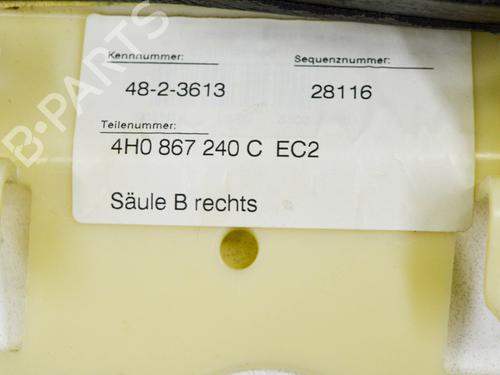 Kennnummer: Sequenznummer:
48-2-3613 28116
Teilenummer:
4H0 867 240 C EC2
Säule B rechts
B-PARTS